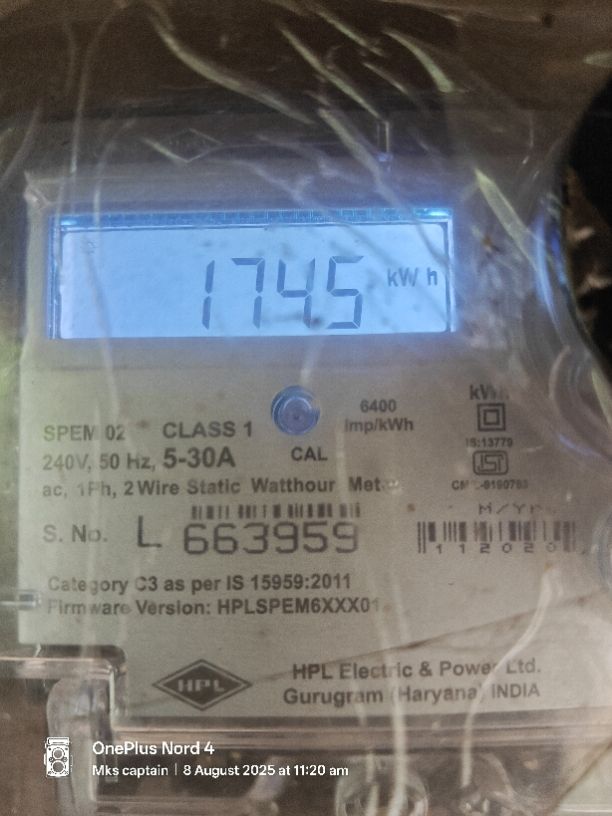 1745 kW h
6400
Imp/kWh
SPEM 02 CLASS 1
240V, 50 Hz, 5-30A CAL
IS:13779
ac, 1Ph, 2 Wire Static Watthour
S. No. L 663959
112020
Category C3 as per IS 15959:2011
Firmware Version: HPLSPEM6XXX01
HPL
HPL Electric & Power Ltd.
Gurugram (Haryana) INDIA
OnePlus Nord 4
Mks captain | 8 August 2025 at 11:20 am